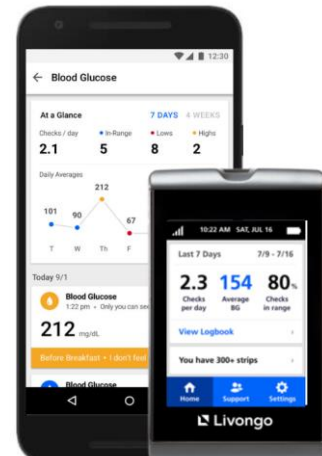 12:30
← Blood Glucose
At a Glance 7 DAYS 4 WEEKS
Checks / day In-Range Lows Highs
2.1 5 8 2
Daily Averages
212
101 90 67
T W Th F
Today 9/1
Blood Glucose
1:22 pm • Only you can see
212 mg/dL
Before Breakfast • I don't feel
Blood Glucose
10:22 AM SAT, JUL 16
Last 7 Days 7/9 - 7/16
2.3 154 80%
Checks per day Average BG Checks in range
View Logbook ›
You have 300+ strips ›
Home Support Settings
Livongo